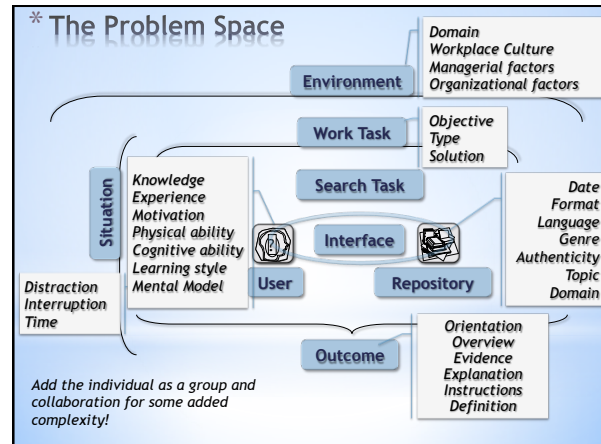 * The Problem Space
Environment
Domain
Workplace Culture
Managerial factors
Organizational factors
Work Task
Objective
Type
Solution
Search Task
Situation
Knowledge
Experience
Motivation
Physical ability
Cognitive ability
Learning style
Mental Model
Interface
User
Repository
Date
Format
Language
Genre
Authenticity
Topic
Domain
Distraction
Interruption
Time
Outcome
Orientation
Overview
Evidence
Explanation
Instructions
Definition
Add the individual as a group and
collaboration for some added
complexity!